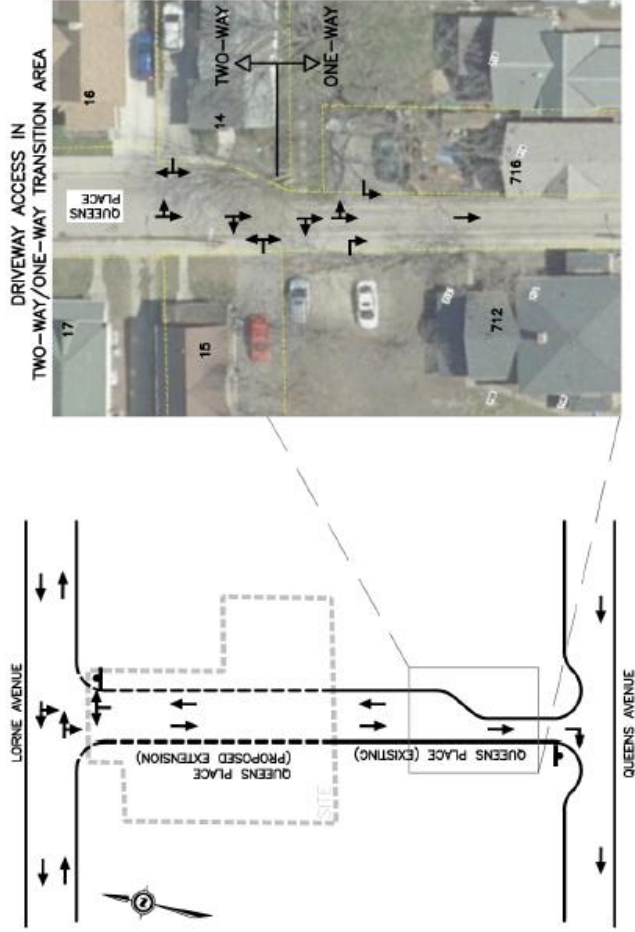 DRIVEWAY ACCESS IN
TWO-WAY/ONE-WAY TRANSITION AREA
16
14
TWO-WAY
ONE-WAY
QUEENS
PLACE
17
15
716
712
LORNE AVENUE
QUEENS PLACE
(PROPOSED EXTENSION)
QUEENS PLACE (EXISTING)
SITE
QUEENS AVENUE